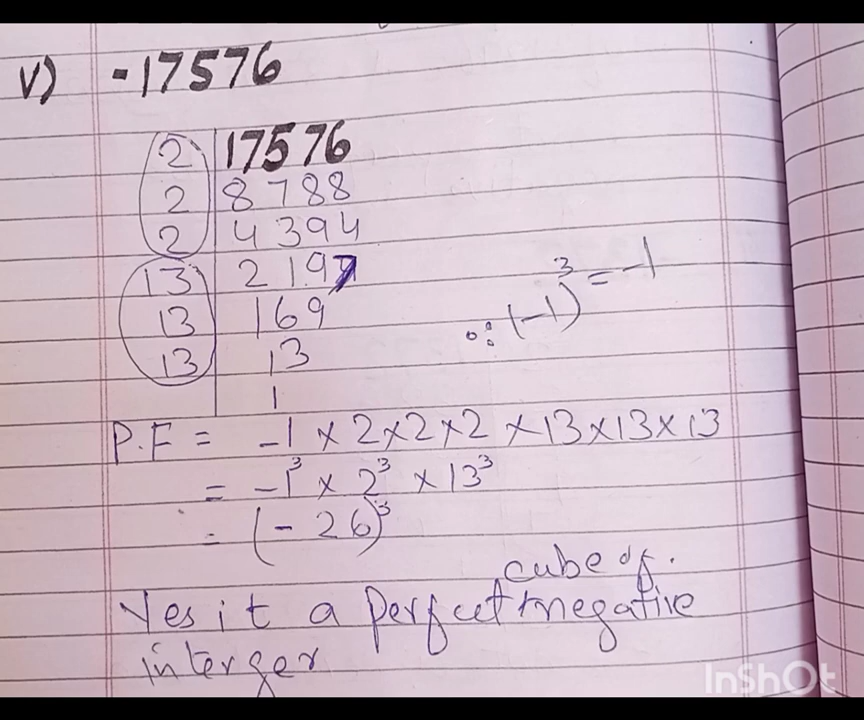 v) -17576
2 17576
2 8788
2 4394
13 2197
13 169
13 13
1
∵ (-1)³ = -1
P.F = -1 × 2×2×2 ×13×13×13
= -1³ × 2³ × 13³
= (- 26)³
cube of.
Yes it a perfect negative
interger
InShOt